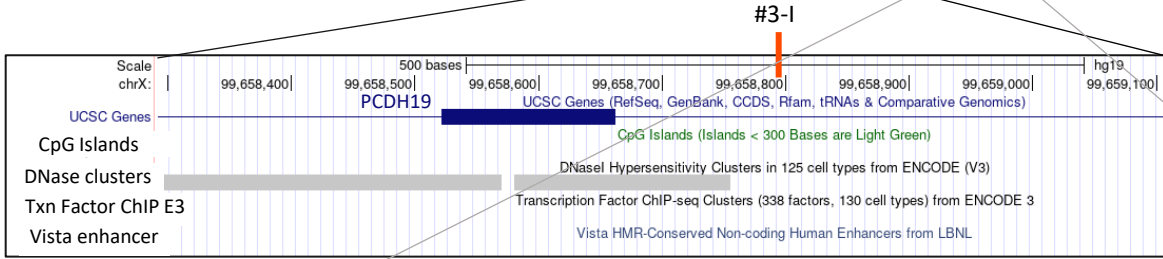 #3-I
Scale 500 bases hg19
chrX: 99,658,400 99,658,500 99,658,600 99,658,700 99,658,800 99,658,900 99,659,000 99,659,100
PCDH19 UCSC Genes (RefSeq, GenBank, CCDS, Rfam, tRNAs & Comparative Genomics)
UCSC Genes
CpG Islands (Islands < 300 Bases are Light Green)
CpG Islands
DNaseI Hypersensitivity Clusters in 125 cell types from ENCODE (V3)
DNase clusters
Transcription Factor ChIP-seq Clusters (338 factors, 130 cell types) from ENCODE 3
Txn Factor ChIP E3
Vista HMR-Conserved Non-coding Human Enhancers from LBNL
Vista enhancer